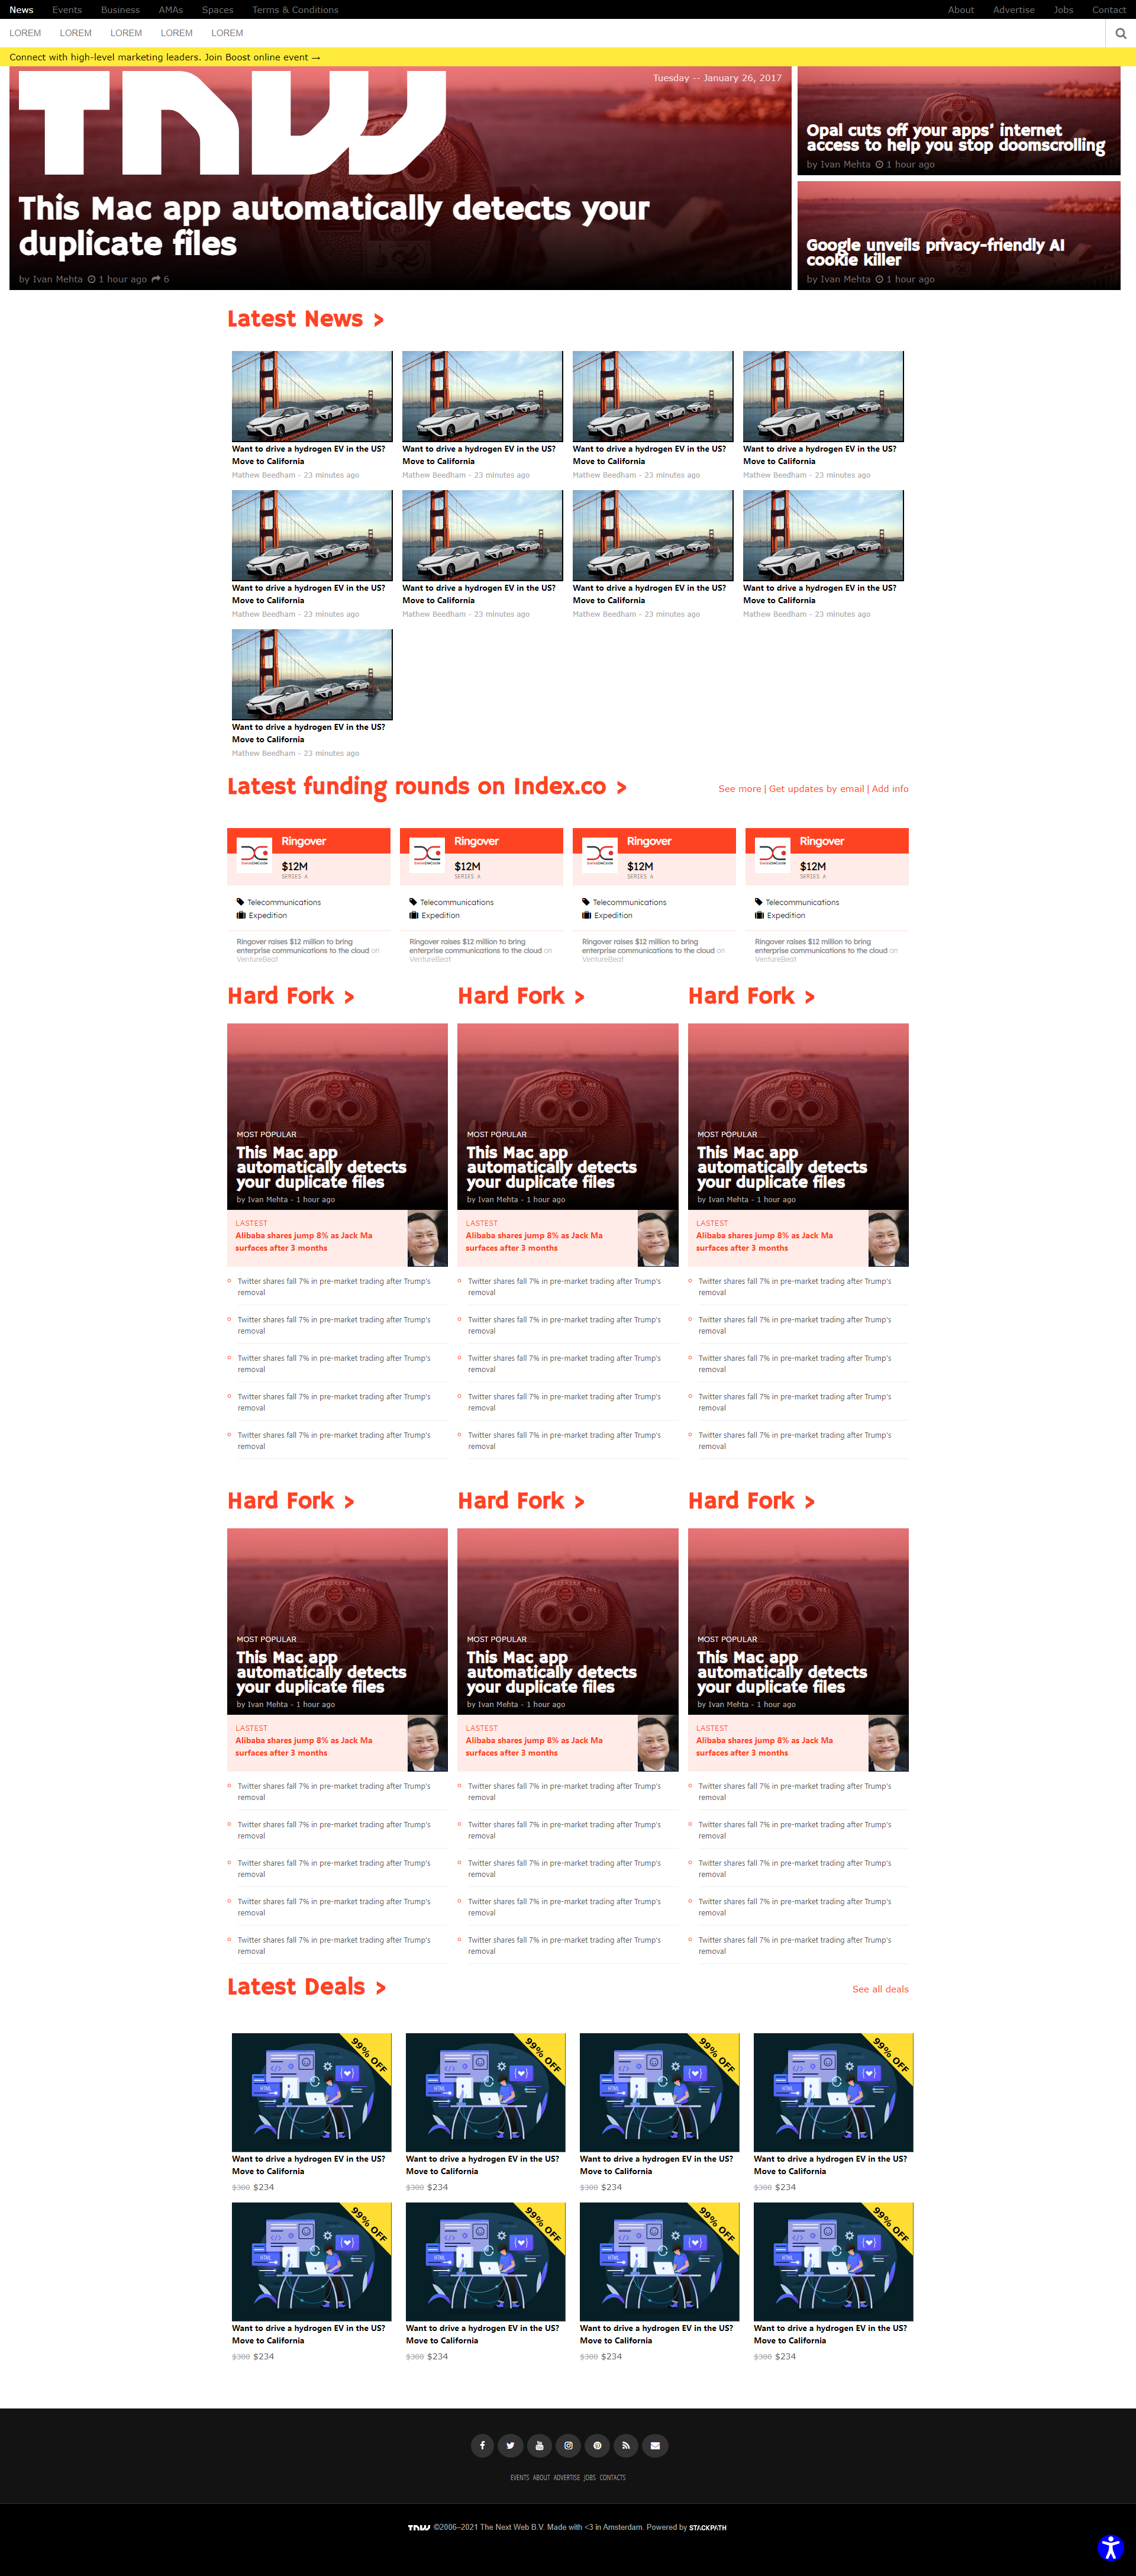 News Events Business AMAs Spaces Terms & Conditions About Advertise Jobs Contact
LOREM LOREM LOREM LOREM LOREM
Connect with high-level marketing leaders. Join Boost online event →
TNW
Tuesday -- January 26, 2017
This Mac app automatically detects your
duplicate files
by Ivan Mehta 1 hour ago 6
Opal cuts off your apps' internet
access to help you stop doomscrolling
by Ivan Mehta 1 hour ago
Google unveils privacy-friendly AI
cookie killer
by Ivan Mehta 1 hour ago
Latest News >
Want to drive a hydrogen EV in the US?
Move to California
Mathew Beedham - 23 minutes ago
Want to drive a hydrogen EV in the US?
Move to California
Mathew Beedham - 23 minutes ago
Want to drive a hydrogen EV in the US?
Move to California
Mathew Beedham - 23 minutes ago
Want to drive a hydrogen EV in the US?
Move to California
Mathew Beedham - 23 minutes ago
Want to drive a hydrogen EV in the US?
Move to California
Mathew Beedham - 23 minutes ago
Want to drive a hydrogen EV in the US?
Move to California
Mathew Beedham - 23 minutes ago
Want to drive a hydrogen EV in the US?
Move to California
Mathew Beedham - 23 minutes ago
Want to drive a hydrogen EV in the US?
Move to California
Mathew Beedham - 23 minutes ago
Want to drive a hydrogen EV in the US?
Move to California
Mathew Beedham - 23 minutes ago
Latest funding rounds on Index.co >
See more | Get updates by email | Add info
Ringover
SwissDeCode
$12M
SERIES A
Telecommunications
Expedition
Ringover raises $12 million to bring
enterprise communications to the cloud on
VentureBeat
Ringover
SwissDeCode
$12M
SERIES A
Telecommunications
Expedition
Ringover raises $12 million to bring
enterprise communications to the cloud on
VentureBeat
Ringover
SwissDeCode
$12M
SERIES A
Telecommunications
Expedition
Ringover raises $12 million to bring
enterprise communications to the cloud on
VentureBeat
Ringover
SwissDeCode
$12M
SERIES A
Telecommunications
Expedition
Ringover raises $12 million to bring
enterprise communications to the cloud on
VentureBeat
Hard Fork >
MOST POPULAR
This Mac app
automatically detects
your duplicate files
by Ivan Mehta - 1 hour ago
LASTEST
Alibaba shares jump 8% as Jack Ma
surfaces after 3 months
Twitter shares fall 7% in pre-market trading after Trump's
removal
Twitter shares fall 7% in pre-market trading after Trump's
removal
Twitter shares fall 7% in pre-market trading after Trump's
removal
Twitter shares fall 7% in pre-market trading after Trump's
removal
Twitter shares fall 7% in pre-market trading after Trump's
removal
Hard Fork >
MOST POPULAR
This Mac app
automatically detects
your duplicate files
by Ivan Mehta - 1 hour ago
LASTEST
Alibaba shares jump 8% as Jack Ma
surfaces after 3 months
Twitter shares fall 7% in pre-market trading after Trump's
removal
Twitter shares fall 7% in pre-market trading after Trump's
removal
Twitter shares fall 7% in pre-market trading after Trump's
removal
Twitter shares fall 7% in pre-market trading after Trump's
removal
Twitter shares fall 7% in pre-market trading after Trump's
removal
Hard Fork >
MOST POPULAR
This Mac app
automatically detects
your duplicate files
by Ivan Mehta - 1 hour ago
LASTEST
Alibaba shares jump 8% as Jack Ma
surfaces after 3 months
Twitter shares fall 7% in pre-market trading after Trump's
removal
Twitter shares fall 7% in pre-market trading after Trump's
removal
Twitter shares fall 7% in pre-market trading after Trump's
removal
Twitter shares fall 7% in pre-market trading after Trump's
removal
Twitter shares fall 7% in pre-market trading after Trump's
removal
Hard Fork >
MOST POPULAR
This Mac app
automatically detects
your duplicate files
by Ivan Mehta - 1 hour ago
LASTEST
Alibaba shares jump 8% as Jack Ma
surfaces after 3 months
Twitter shares fall 7% in pre-market trading after Trump's
removal
Twitter shares fall 7% in pre-market trading after Trump's
removal
Twitter shares fall 7% in pre-market trading after Trump's
removal
Twitter shares fall 7% in pre-market trading after Trump's
removal
Twitter shares fall 7% in pre-market trading after Trump's
removal
Hard Fork >
MOST POPULAR
This Mac app
automatically detects
your duplicate files
by Ivan Mehta - 1 hour ago
LASTEST
Alibaba shares jump 8% as Jack Ma
surfaces after 3 months
Twitter shares fall 7% in pre-market trading after Trump's
removal
Twitter shares fall 7% in pre-market trading after Trump's
removal
Twitter shares fall 7% in pre-market trading after Trump's
removal
Twitter shares fall 7% in pre-market trading after Trump's
removal
Twitter shares fall 7% in pre-market trading after Trump's
removal
Hard Fork >
MOST POPULAR
This Mac app
automatically detects
your duplicate files
by Ivan Mehta - 1 hour ago
LASTEST
Alibaba shares jump 8% as Jack Ma
surfaces after 3 months
Twitter shares fall 7% in pre-market trading after Trump's
removal
Twitter shares fall 7% in pre-market trading after Trump's
removal
Twitter shares fall 7% in pre-market trading after Trump's
removal
Twitter shares fall 7% in pre-market trading after Trump's
removal
Twitter shares fall 7% in pre-market trading after Trump's
removal
Latest Deals >
See all deals
99% OFF
HTML
Want to drive a hydrogen EV in the US?
Move to California
$300 $234
99% OFF
HTML
Want to drive a hydrogen EV in the US?
Move to California
$300 $234
99% OFF
HTML
Want to drive a hydrogen EV in the US?
Move to California
$300 $234
99% OFF
HTML
Want to drive a hydrogen EV in the US?
Move to California
$300 $234
99% OFF
HTML
Want to drive a hydrogen EV in the US?
Move to California
$300 $234
99% OFF
HTML
Want to drive a hydrogen EV in the US?
Move to California
$300 $234
99% OFF
HTML
Want to drive a hydrogen EV in the US?
Move to California
$300 $234
99% OFF
HTML
Want to drive a hydrogen EV in the US?
Move to California
$300 $234
EVENTS ABOUT ADVERTISE JOBS CONTACTS
TNW ©2006–2021 The Next Web B.V. Made with <3 in Amsterdam. Powered by STACKPATH